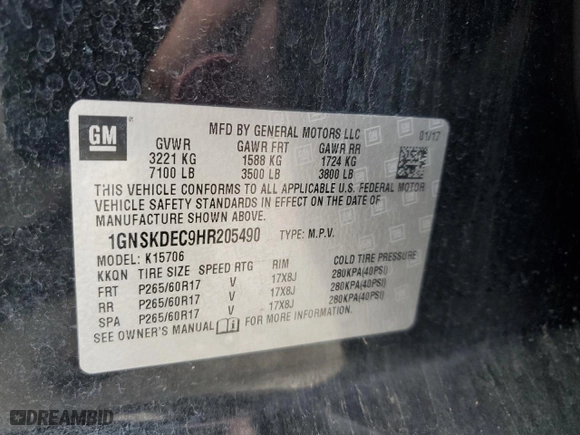 GM
MFD BY GENERAL MOTORS LLC
01/17
GVWR GAWR FRT GAWR RR
3221 KG 1588 KG 1724 KG
7100 LB 3500 LB 3800 LB
THIS VEHICLE CONFORMS TO ALL APPLICABLE U.S. FEDERAL MOTOR
VEHICLE SAFETY STANDARDS IN EFFECT ON THE DATE OF
MANUFACTURE SHOWN ABOVE.
1GNSKDEC9HR205490 TYPE: M.P.V.
MODEL: K15706
KKQN TIRE SIZE SPEED RTG RIM COLD TIRE PRESSURE
FRT P265/60R17 V 17X8J 280KPA(40PSI)
RR P265/60R17 V 17X8J 280KPA(40PSI)
SPA P265/60R17 V 17X8J 280KPA(40PSI)
SEE OWNER'S MANUAL FOR MORE INFORMATION.
DREAMBID